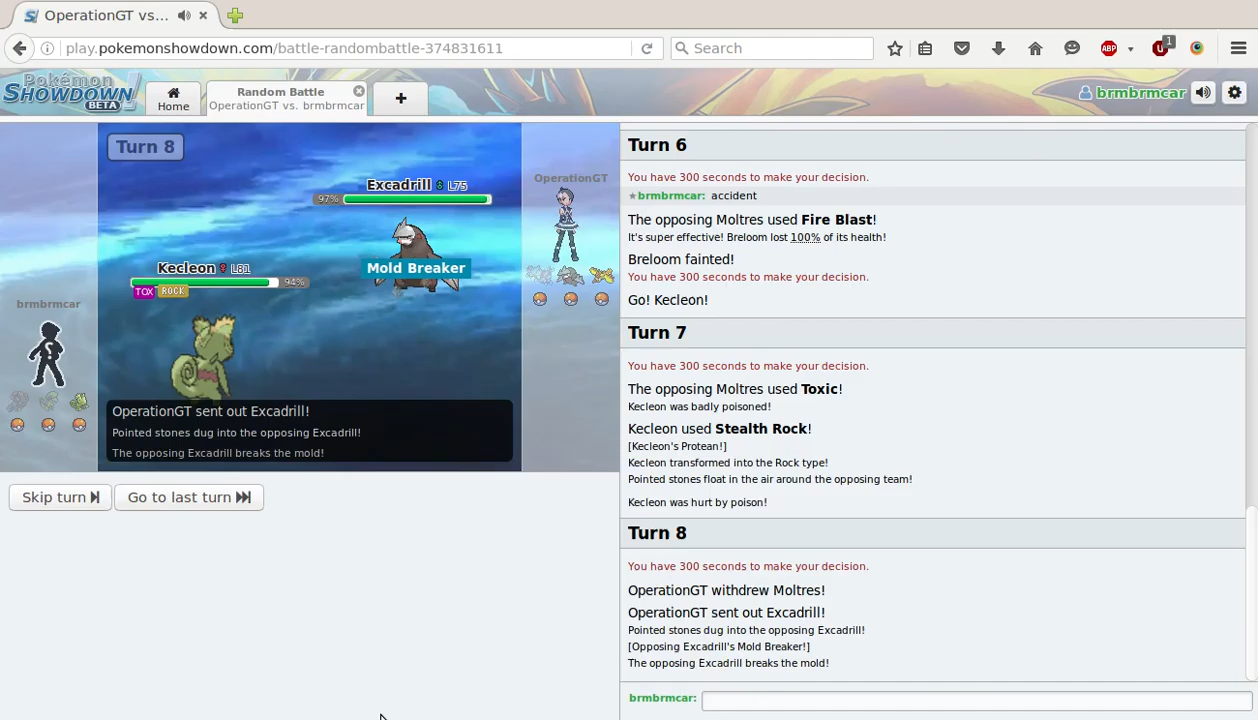 OperationGT vs...
play.pokemonshowdown.com/battle-randombattle-374831611
Search
ABP
1
Pokémon
SHOWDOWN
BETA
Home
Random Battle
OperationGT vs. brmbrmcar
brmbrmcar
Turn 8
Excadrill L75
97%
Mold Breaker
Kecleon L81
94%
TOX ROCK
OperationGT
brmbrmcar
OperationGT sent out Excadrill!
Pointed stones dug into the opposing Excadrill!
The opposing Excadrill breaks the mold!
Skip turn
Go to last turn
Turn 6
You have 300 seconds to make your decision.
★brmbrmcar: accident
The opposing Moltres used Fire Blast!
It's super effective! Breloom lost 100% of its health!
Breloom fainted!
You have 300 seconds to make your decision.
Go! Kecleon!
Turn 7
You have 300 seconds to make your decision.
The opposing Moltres used Toxic!
Kecleon was badly poisoned!
Kecleon used Stealth Rock!
[Kecleon's Protean!]
Kecleon transformed into the Rock type!
Pointed stones float in the air around the opposing team!
Kecleon was hurt by poison!
Turn 8
You have 300 seconds to make your decision.
OperationGT withdrew Moltres!
OperationGT sent out Excadrill!
Pointed stones dug into the opposing Excadrill!
[Opposing Excadrill's Mold Breaker!]
The opposing Excadrill breaks the mold!
brmbrmcar: